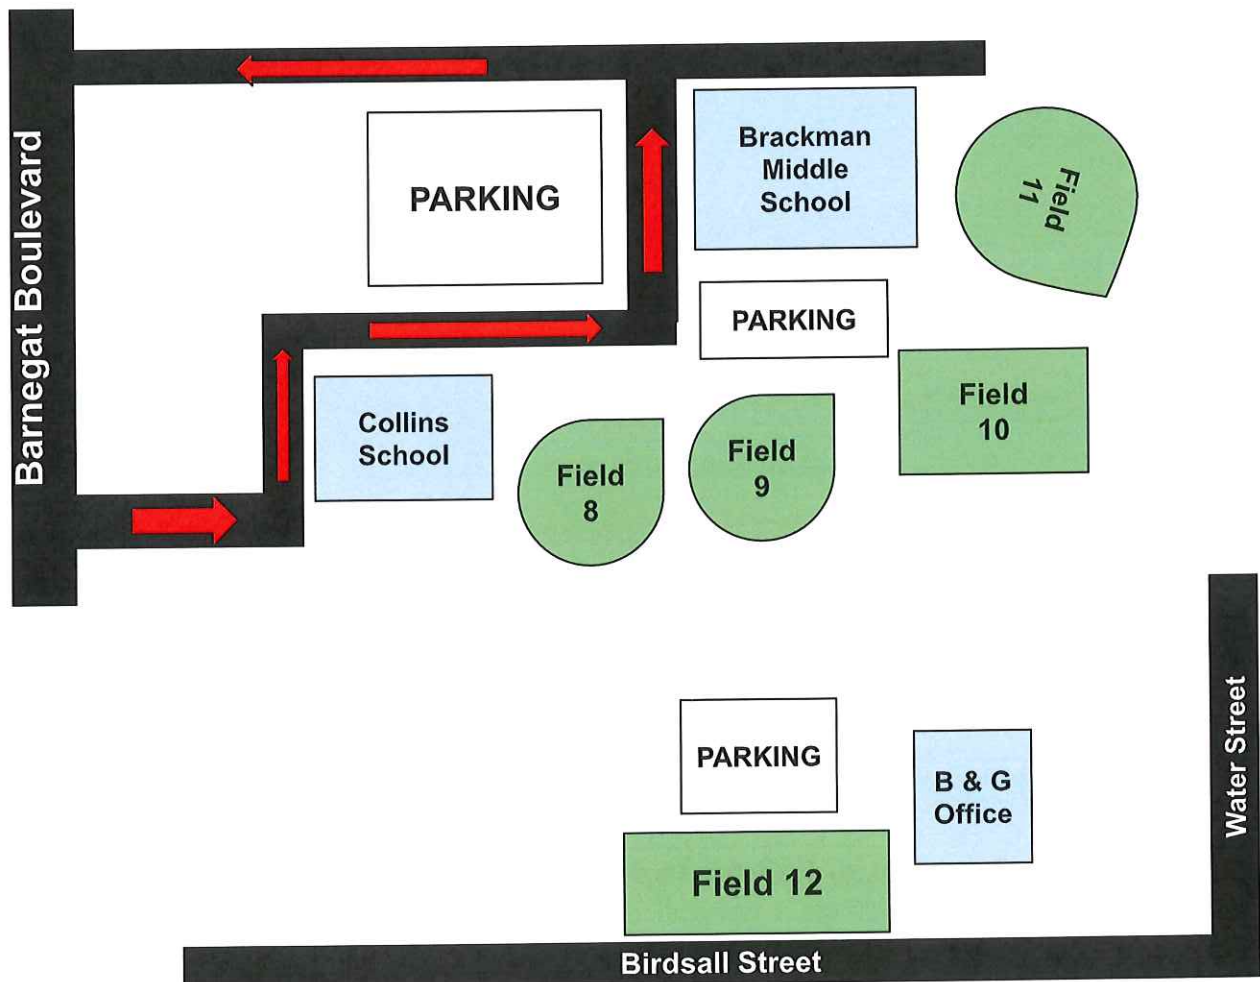 Barnegat Boulevard
PARKING
Brackman
Middle
School
Field
11
PARKING
Collins
School
Field
8
Field
9
Field
10
PARKING
B & G
Office
Water Street
Field 12
Birdsall Street